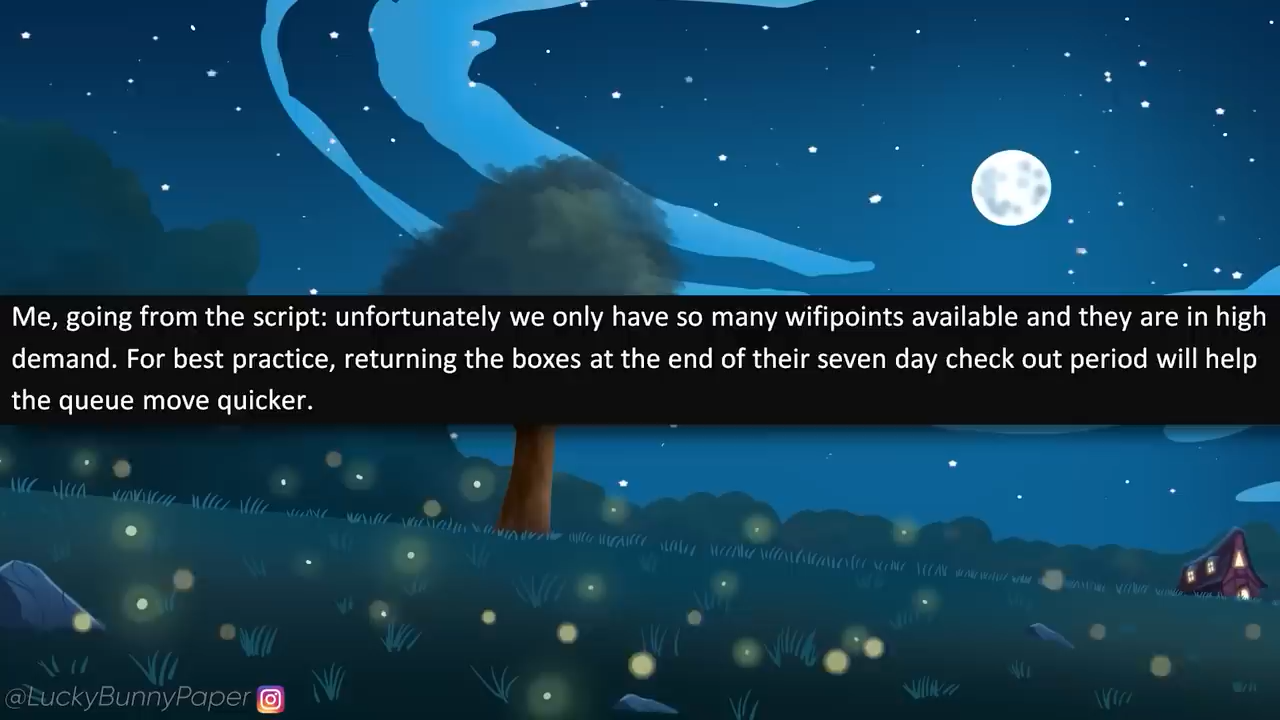 Me, going from the script: unfortunately we only have so many wifipoints available and they are in high
demand. For best practice, returning the boxes at the end of their seven day check out period will help
the queue move quicker.
@LuckyBunnyPaper